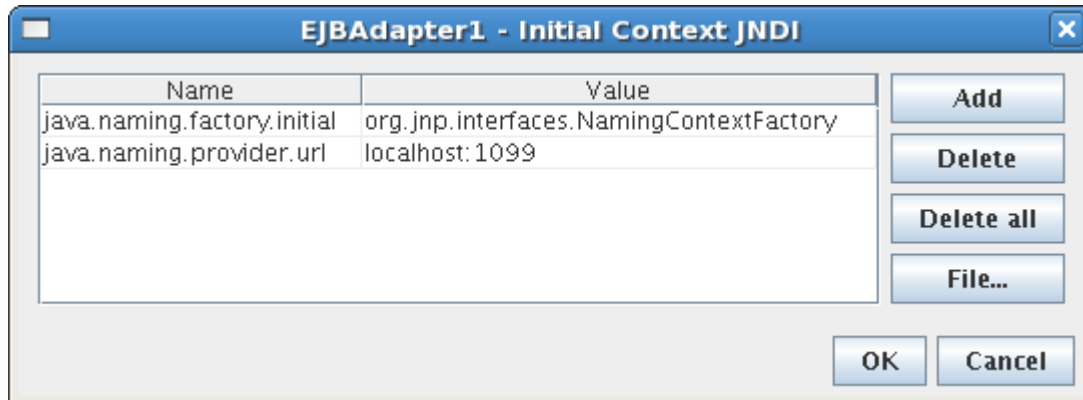 EJBAdapter1 - Initial Context JNDI
Name Value
java.naming.factory.initial org.jnp.interfaces.NamingContextFactory
java.naming.provider.url localhost:1099
Add
Delete
Delete all
File...
OK Cancel